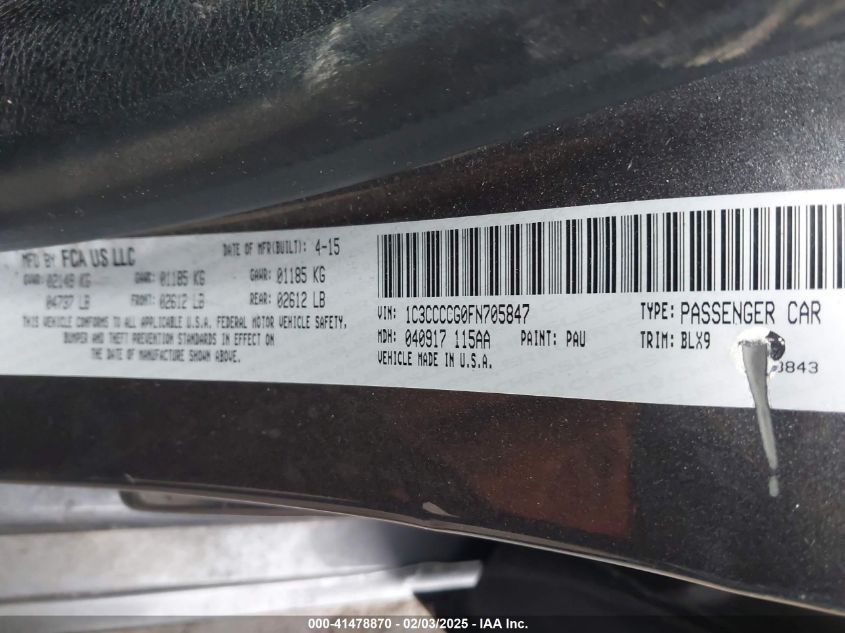 MFD BY FCA US LLC DATE OF MFR(BUILT): 4-15
GVWR: 02148 KG GAWR: 01185 KG GAWR: 01185 KG
04737 LB FRONT: 02612 LB REAR: 02612 LB
THIS VEHICLE CONFORMS TO ALL APPLICABLE U.S.A. FEDERAL MOTOR VEHICLE SAFETY,
BUMPER AND THEFT PREVENTION STANDARDS IN EFFECT ON
THE DATE OF MANUFACTURE SHOWN ABOVE.
VIN: 1C3CCCCG0FN705847 TYPE: PASSENGER CAR
MDH: 040917 115AA PAINT: PAU TRIM: BLX9
VEHICLE MADE IN U.S.A. 3843
000-41478870 - 02/03/2025 - IAA Inc.